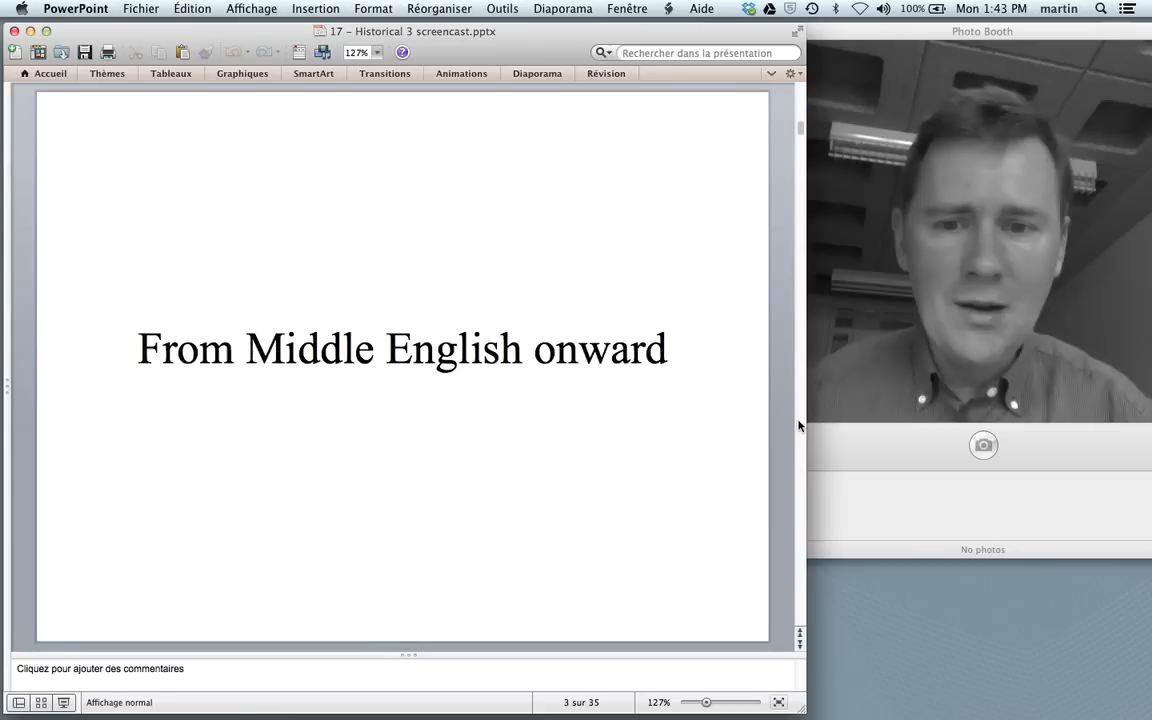 PowerPoint Fichier Édition Affichage Insertion Format Réorganiser Outils Diaporama Fenêtre Aide 100% Mon 1:43 PM martin
17 – Historical 3 screencast.pptx
Photo Booth
127% Rechercher dans la présentation
Accueil Thèmes Tableaux Graphiques SmartArt Transitions Animations Diaporama Révision
From Middle English onward
No photos
Cliquez pour ajouter des commentaires
Affichage normal 3 sur 35 127%